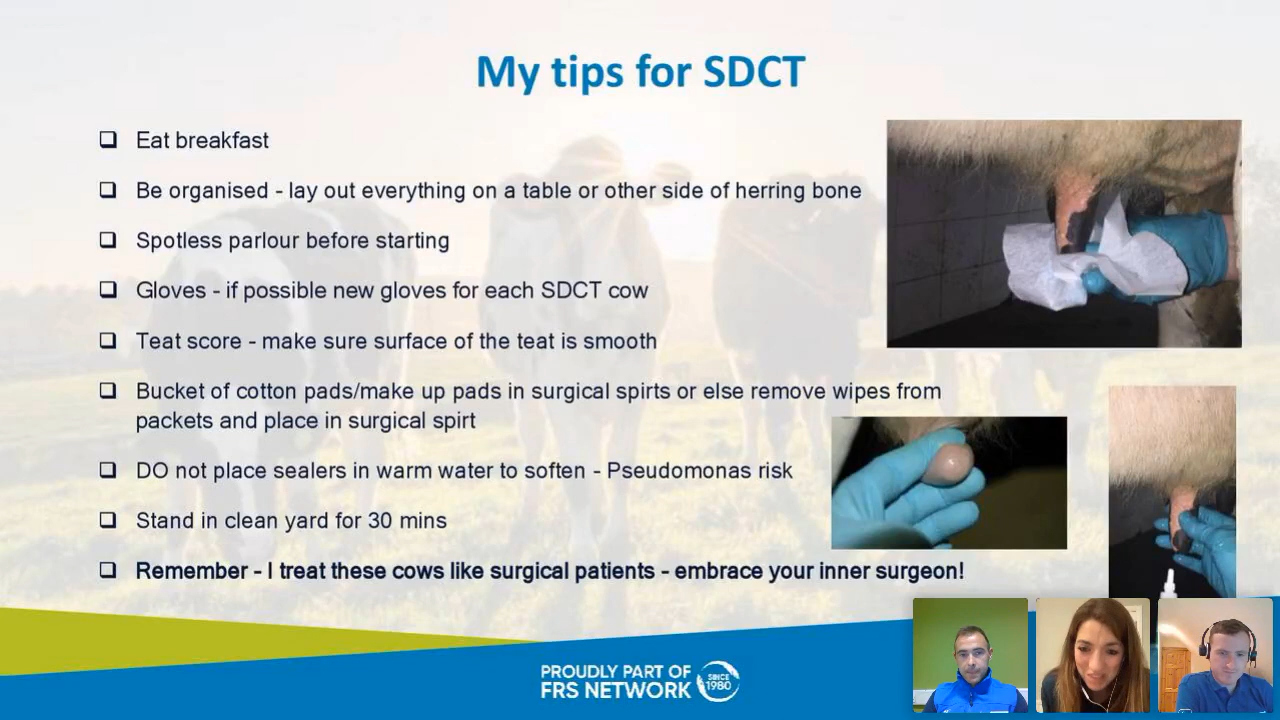 My tips for SDCT
Eat breakfast
Be organised - lay out everything on a table or other side of herring bone
Spotless parlour before starting
Gloves - if possible new gloves for each SDCT cow
Teat score - make sure surface of the teat is smooth
Bucket of cotton pads/make up pads in surgical spirts or else remove wipes from
packets and place in surgical spirt
DO not place sealers in warm water to soften - Pseudomonas risk
Stand in clean yard for 30 mins
Remember - I treat these cows like surgical patients - embrace your inner surgeon!
PROUDLY PART OF
FRS NETWORK
SINCE
1980